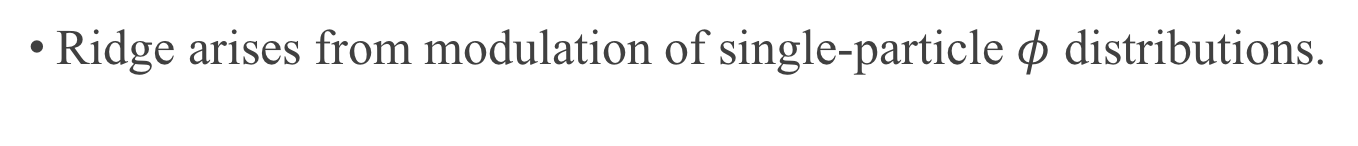 • Ridge arises from modulation of single-particle ϕ distributions.